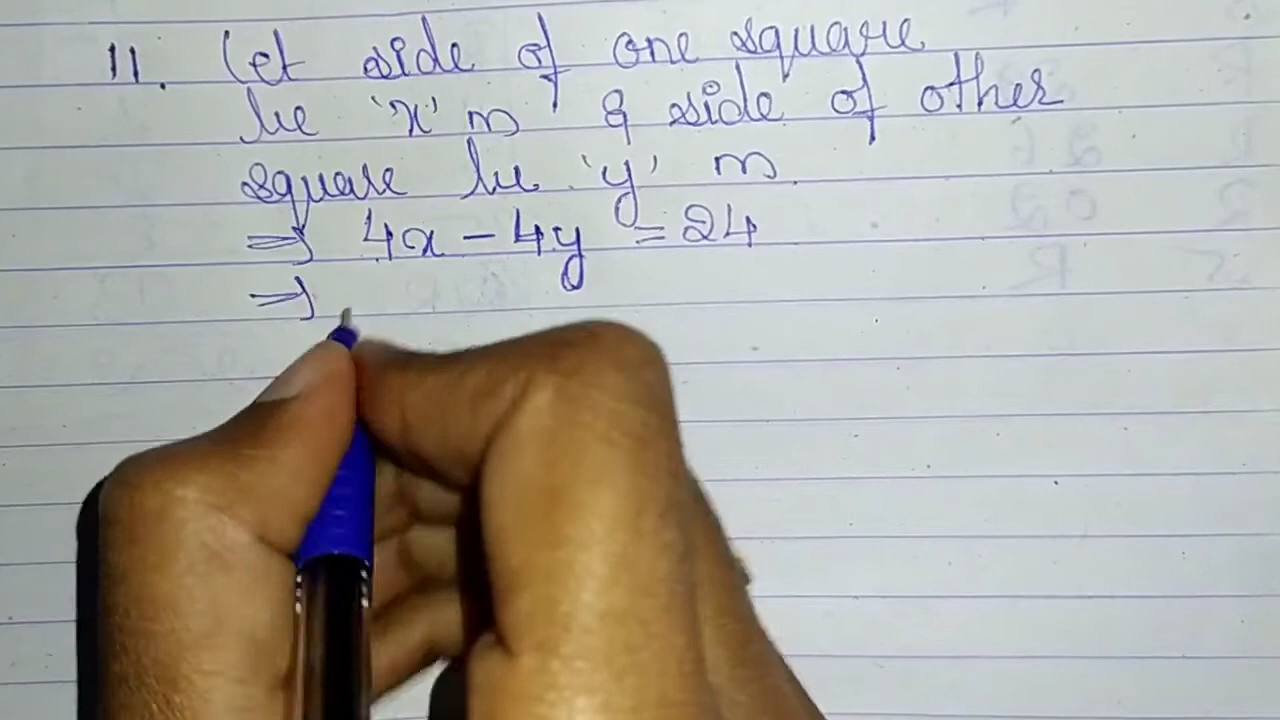 11. Let side of one square
be 'x' m & side of other
square be 'y' m
⇒ 4x - 4y = 24
⇒